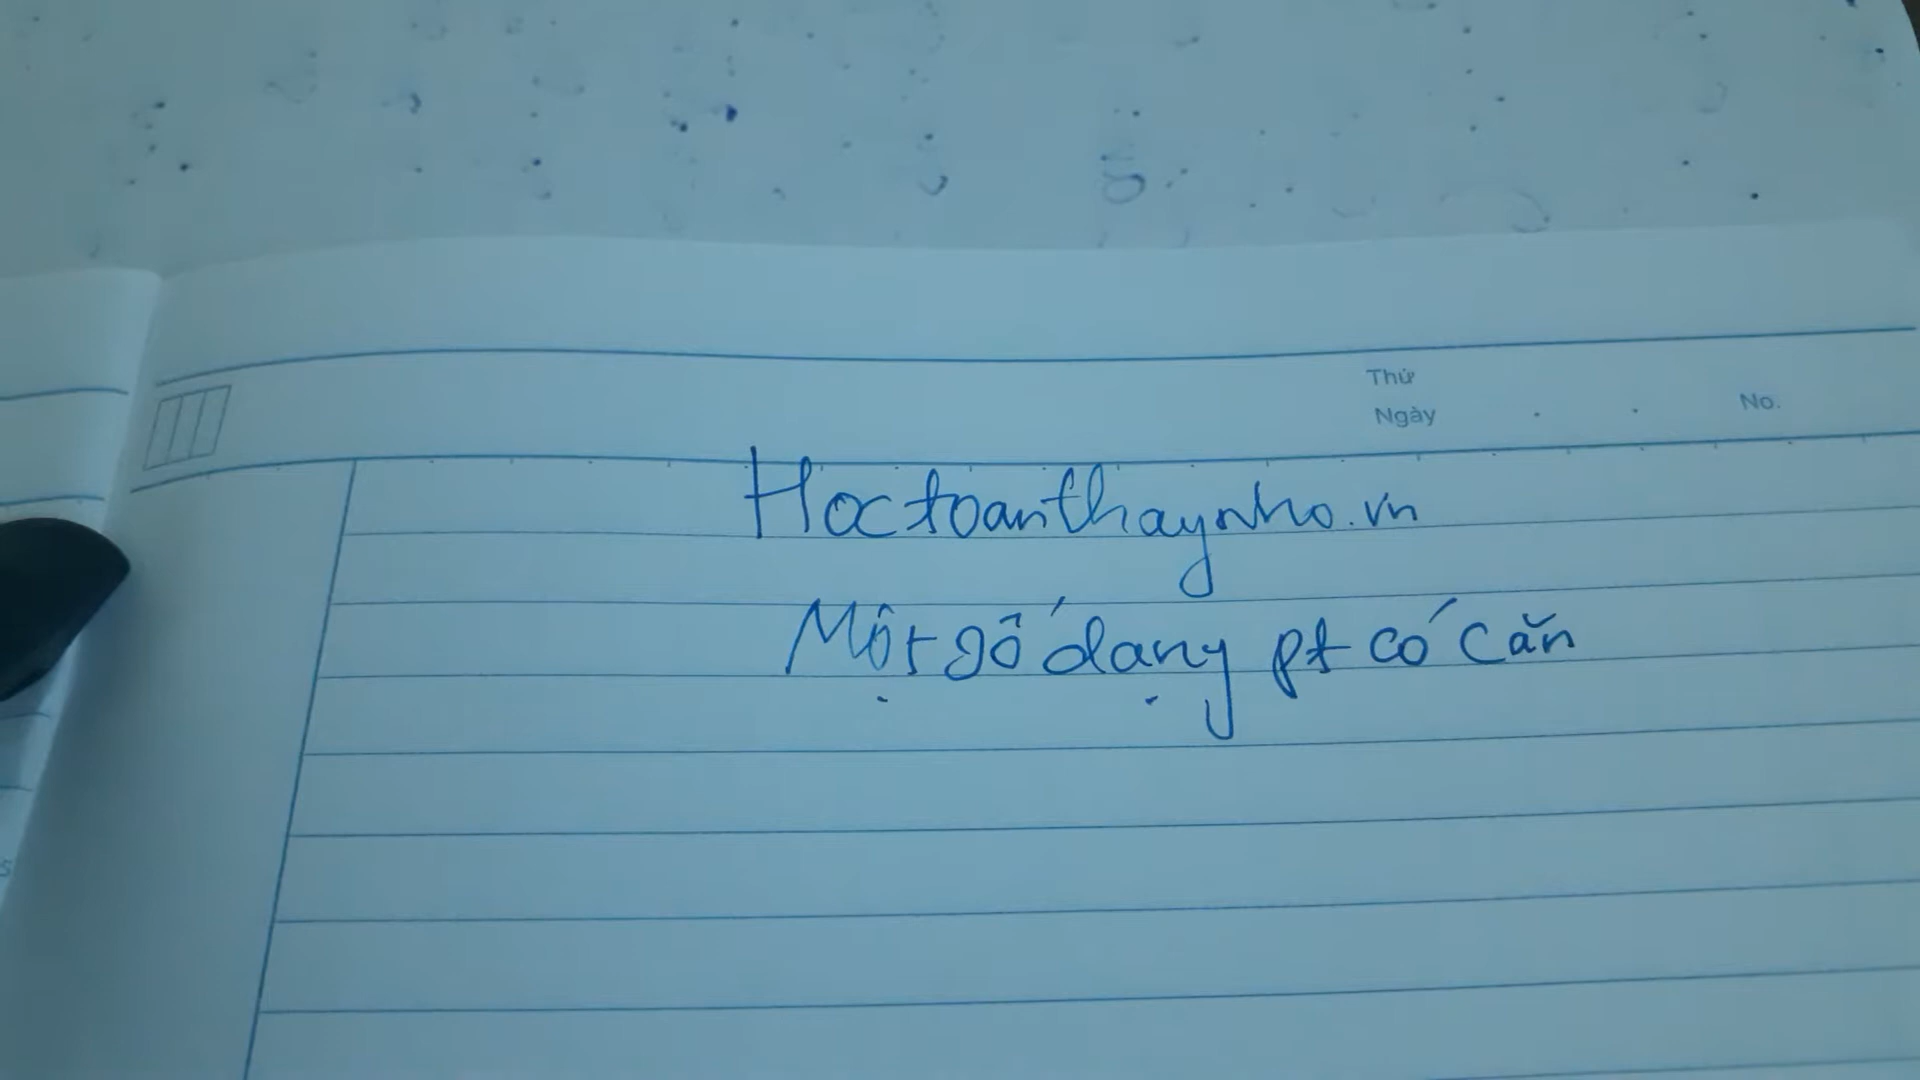 Thứ
Ngày . . No.
Hoctoanthaynho.vn
Một số dạng pt có căn